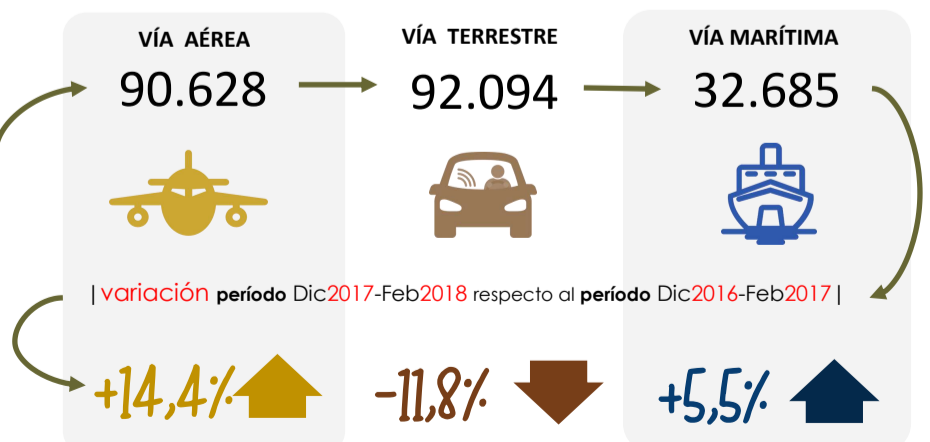 VÍA AÉREA
90.628
VÍA TERRESTRE
92.094
VÍA MARÍTIMA
32.685
|variación período Dic2017-Feb2018 respecto al período Dic2016-Feb2017|
+14,4%
-11,8%
+5,5%